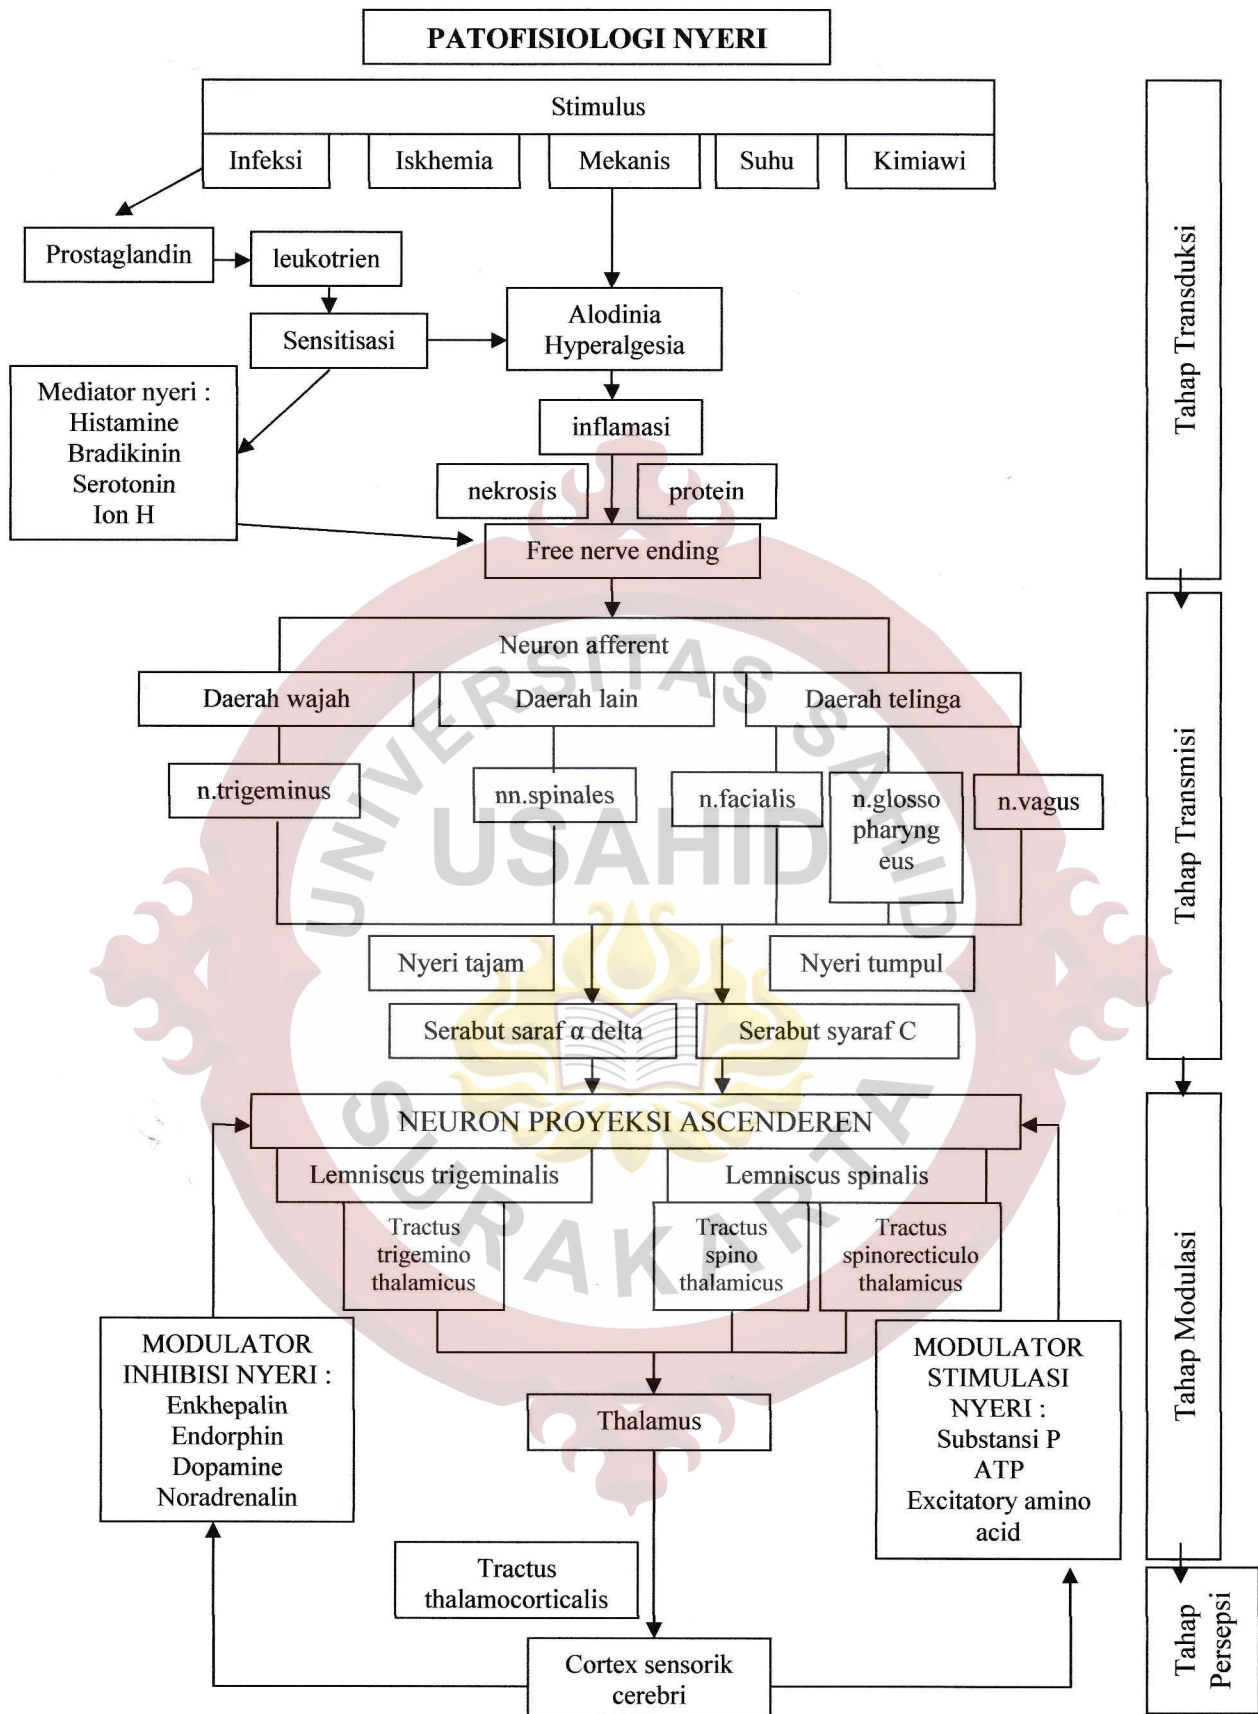 PATOFISIOLOGI NYERI
Stimulus
Infeksi
Iskhemia
Mekanis
Suhu
Kimiawi
Prostaglandin
leukotrien
Sensitisasi
Alodinia
Hyperalgesia
Mediator nyeri :
Histamine
Bradikinin
Serotonin
Ion H
inflamasi
nekrosis
protein
Free nerve ending
Tahap Transduksi
Neuron afferent
Daerah wajah
Daerah lain
Daerah telinga
n.trigeminus
nn.spinales
n.facialis
n.glosso
pharyng
eus
n.vagus
Nyeri tajam
Nyeri tumpul
Serabut saraf α delta
Serabut syaraf C
Tahap Transmisi
NEURON PROYEKSI ASCENDEREN
Lemniscus trigeminalis
Lemniscus spinalis
Tractus
trigemino
thalamicus
Tractus
spino
thalamicus
Tractus
spinorecticulo
thalamicus
MODULATOR
INHIBISI NYERI :
Enkhepalin
Endorphin
Dopamine
Noradrenalin
Thalamus
MODULATOR
STIMULASI
NYERI :
Substansi P
ATP
Excitatory amino
acid
Tahap Modulasi
Tractus
thalamocorticalis
Cortex sensorik
cerebri
Tahap
Persepsi
UNIVERSITAS SAHID
USAHID
SURAKARTA